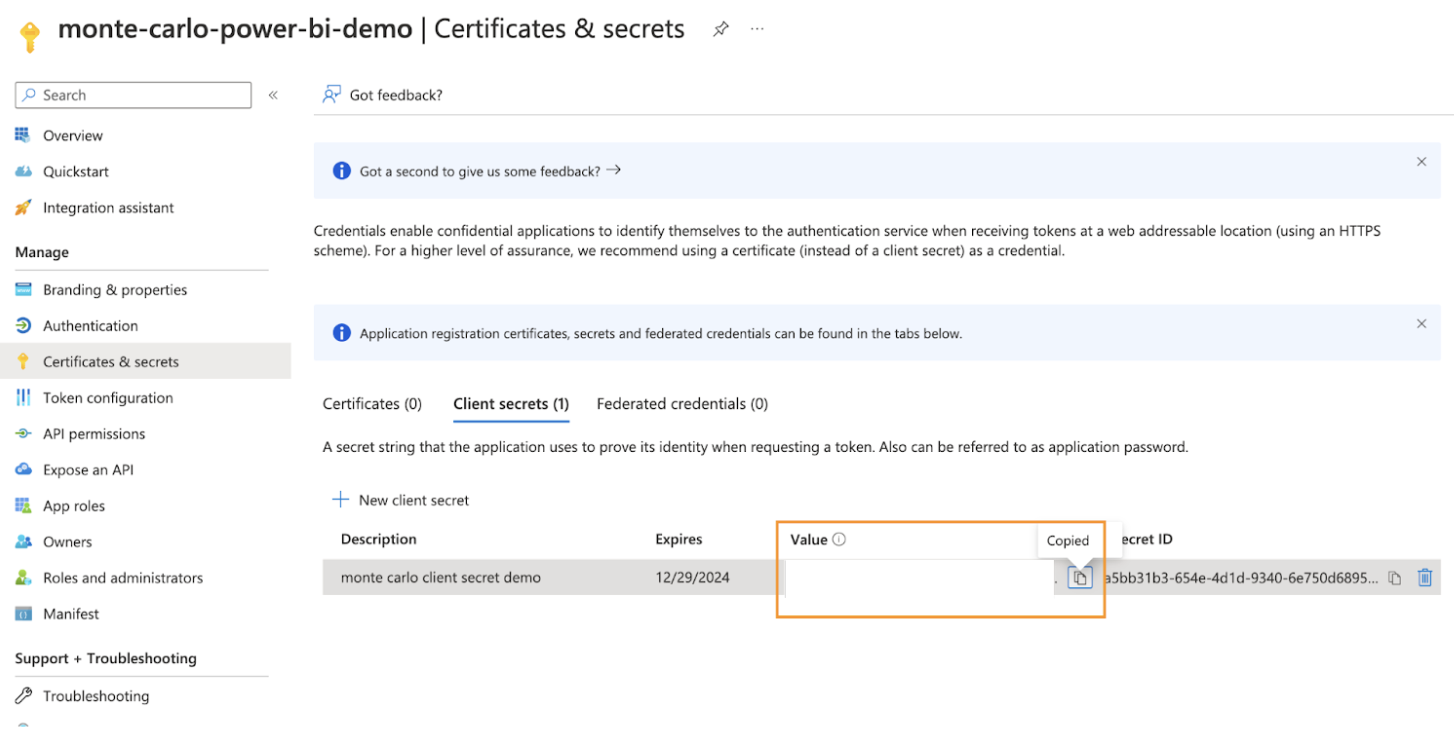 monte-carlo-power-bi-demo | Certificates & secrets
Search
Overview
Quickstart
Integration assistant
Manage
Branding & properties
Authentication
Certificates & secrets
Token configuration
API permissions
Expose an API
App roles
Owners
Roles and administrators
Manifest
Support + Troubleshooting
Troubleshooting
Got feedback?
Got a second to give us some feedback?
Credentials enable confidential applications to identify themselves to the authentication service when receiving tokens at a web addressable location (using an HTTPS
scheme). For a higher level of assurance, we recommend using a certificate (instead of a client secret) as a credential.
Application registration certificates, secrets and federated credentials can be found in the tabs below.
Certificates (0) Client secrets (1) Federated credentials (0)
A secret string that the application uses to prove its identity when requesting a token. Also can be referred to as application password.
New client secret
Description Expires Value Copied ecret ID
monte carlo client secret demo 12/29/2024 a5bb31b3-654e-4d1d-9340-6e750d6895...